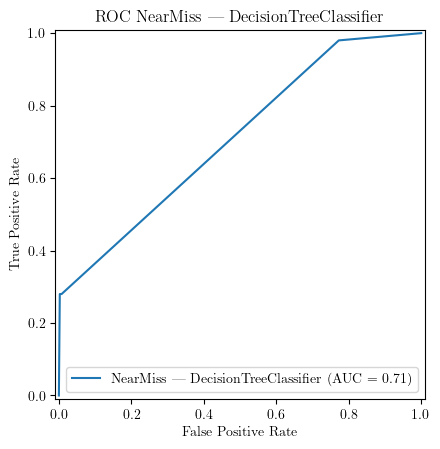 ROC NearMiss — DecisionTreeClassifier
1.0
0.8
0.6
0.4
0.2
0.0
True Positive Rate
NearMiss — DecisionTreeClassifier (AUC = 0.71)
0.0 0.2 0.4 0.6 0.8 1.0
False Positive Rate